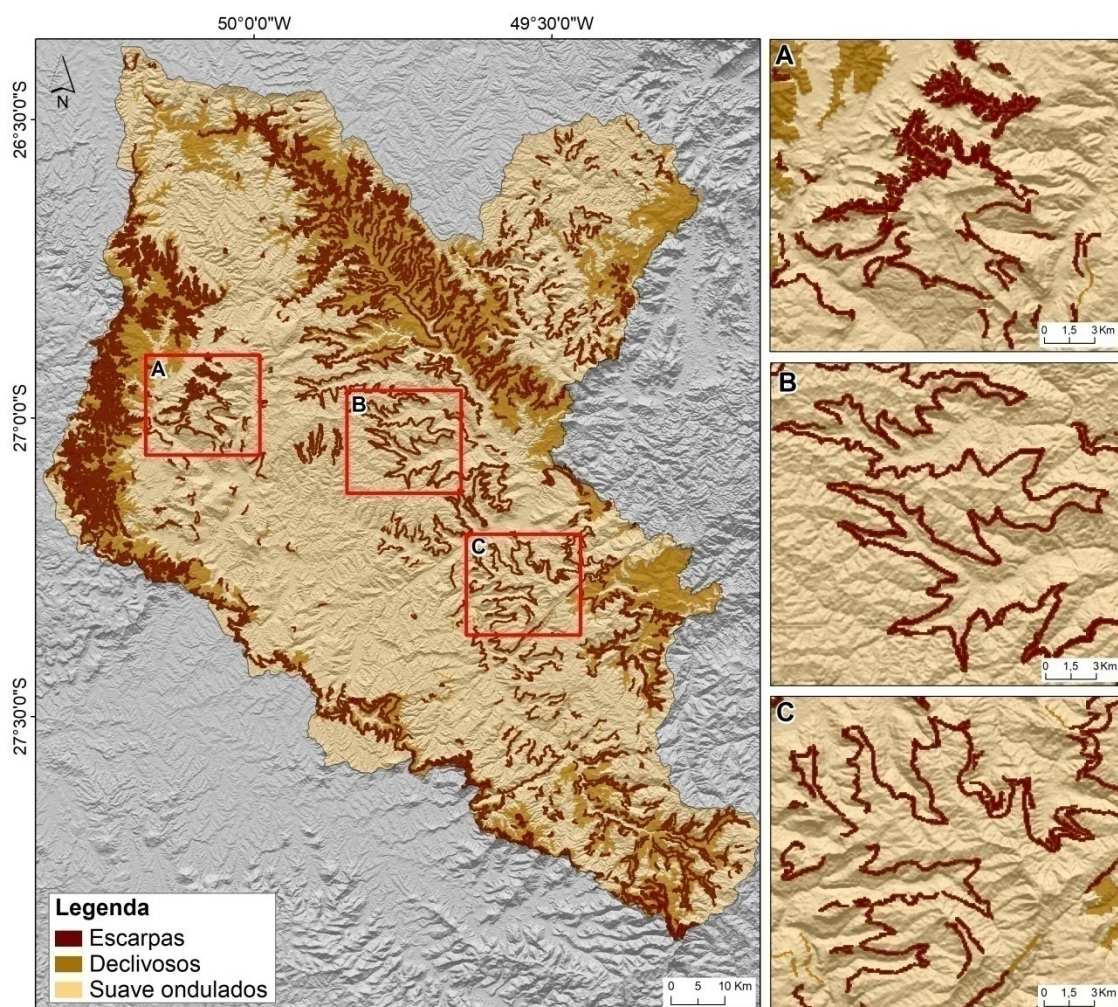 50°0'0"W
49°30'0"W
N
26°30'0"S
27°0'0"S
27°30'0"S
A
B
C
Legenda
Escarpas
Declivosos
Suave ondulados
0 5 10 Km
A
0 1,5 3 Km
B
0 1,5 3 Km
C
0 1,5 3 Km